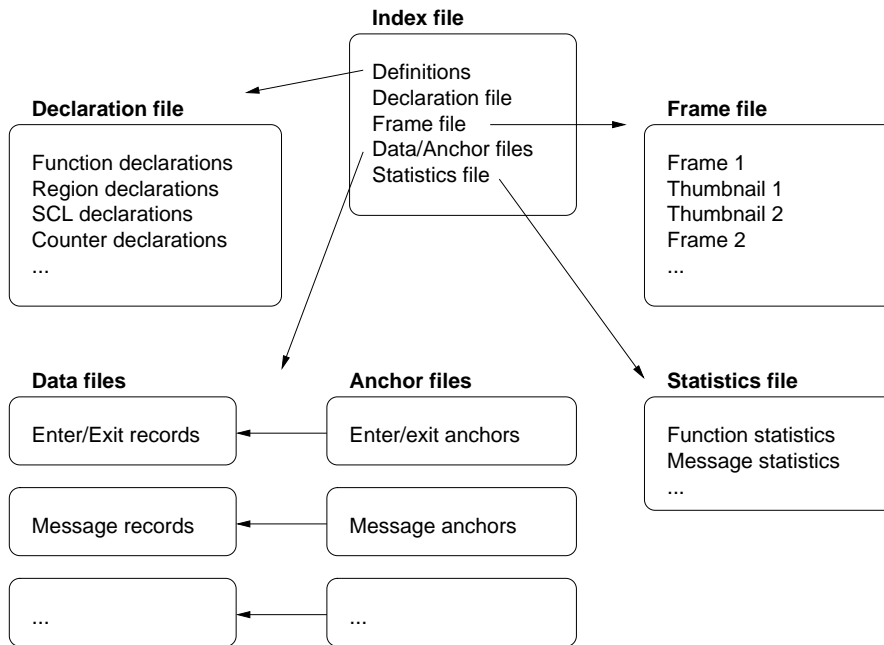 Index file
Definitions
Declaration file
Frame file
Data/Anchor files
Statistics file
Declaration file
Function declarations
Region declarations
SCL declarations
Counter declarations
...
Frame file
Frame 1
Thumbnail 1
Thumbnail 2
Frame 2
...
Data files
Enter/Exit records
Message records
...
Anchor files
Enter/exit anchors
Message anchors
...
Statistics file
Function statistics
Message statistics
...